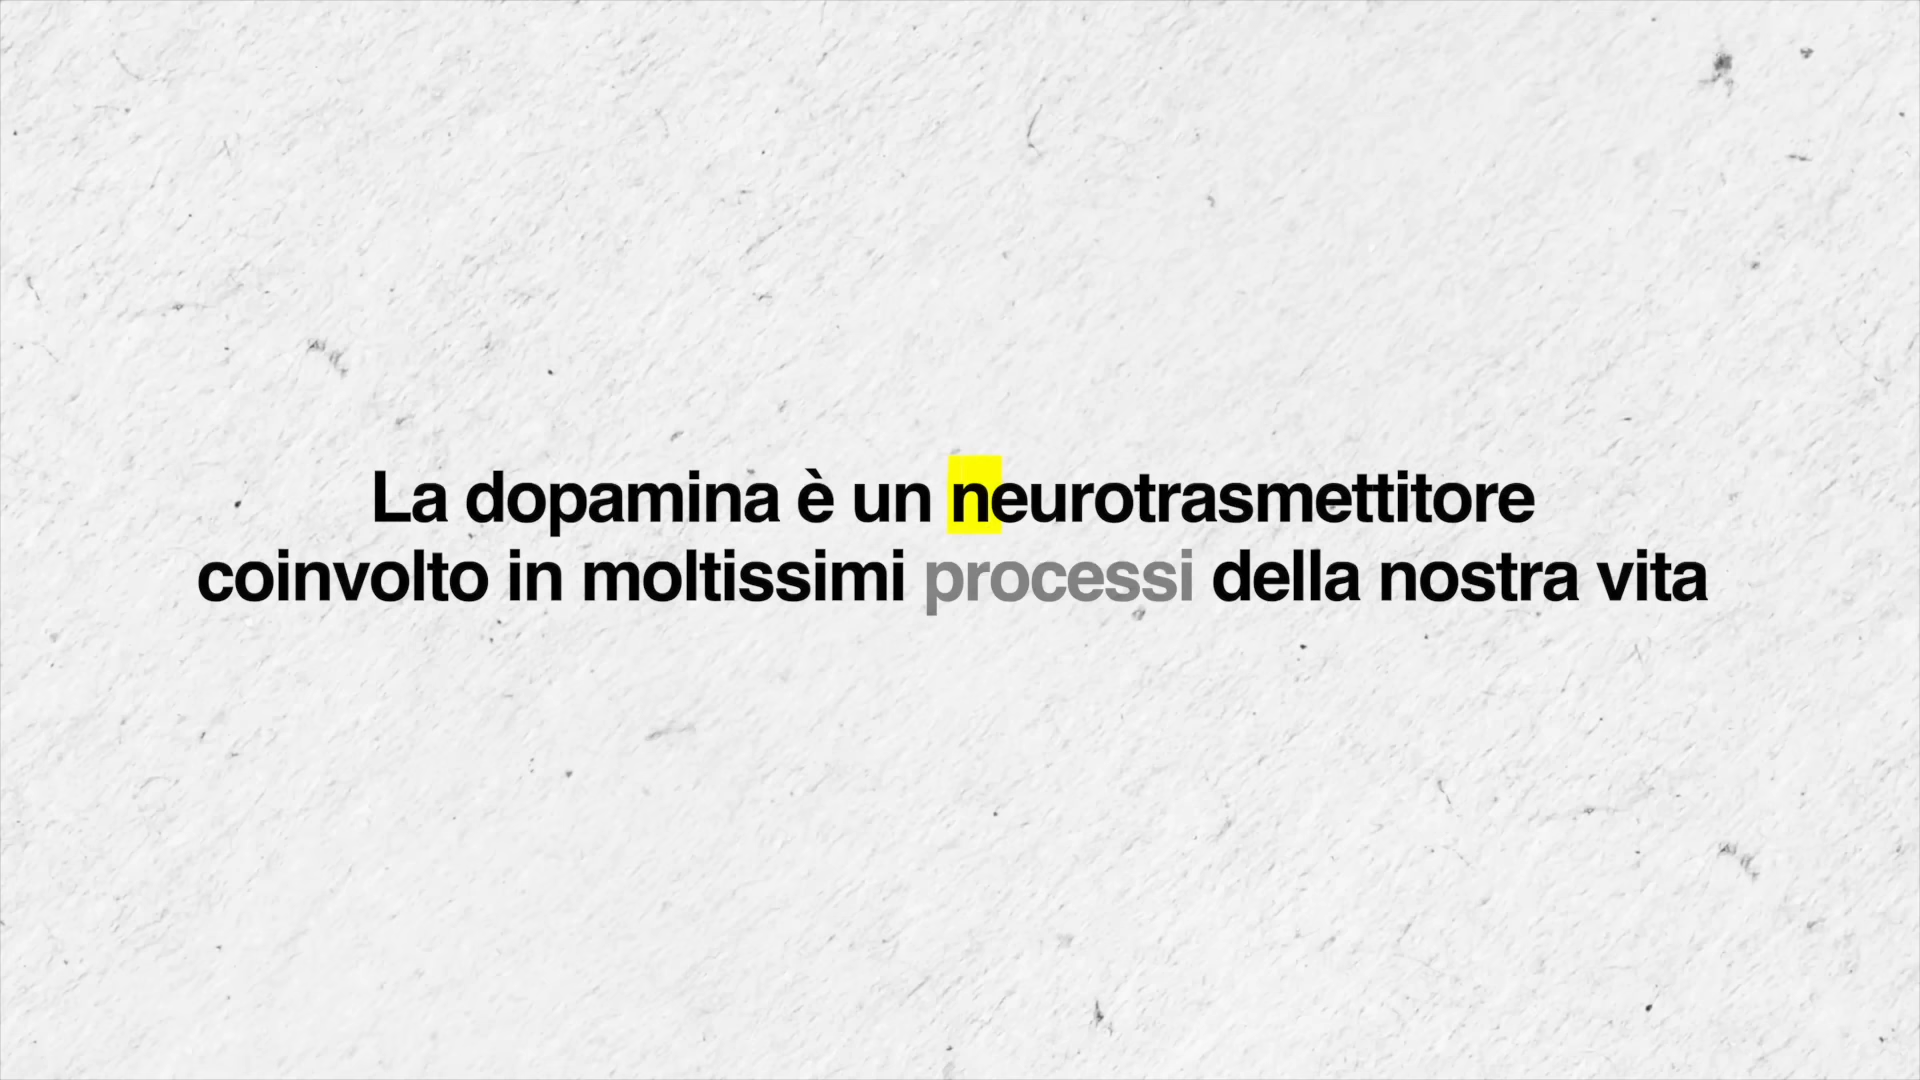 La dopamina è un neurotrasmettitore
coinvolto in moltissimi processi della nostra vita